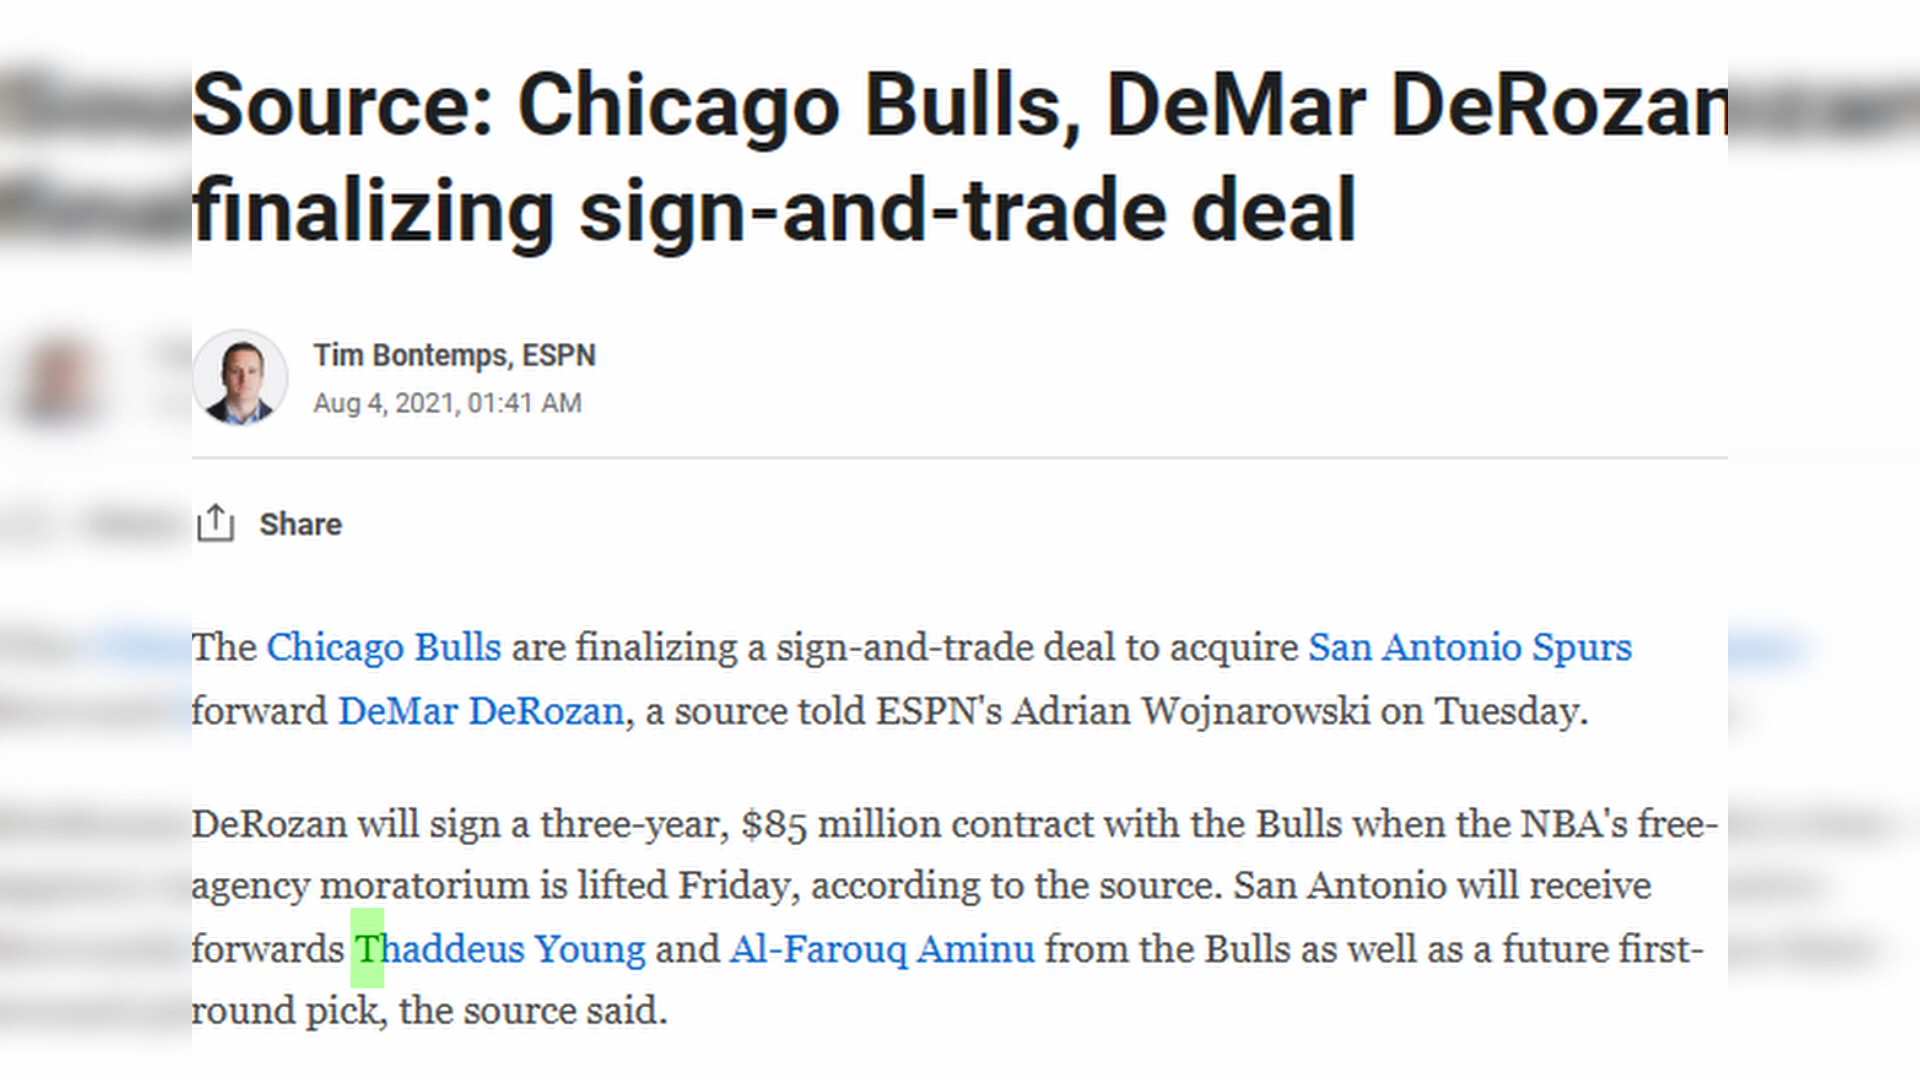 Source: Chicago Bulls, DeMar DeRozan
finalizing sign-and-trade deal
Tim Bontemps, ESPN
Aug 4, 2021, 01:41 AM
Share
The Chicago Bulls are finalizing a sign-and-trade deal to acquire San Antonio Spurs
forward DeMar DeRozan, a source told ESPN's Adrian Wojnarowski on Tuesday.
DeRozan will sign a three-year, $85 million contract with the Bulls when the NBA's free-
agency moratorium is lifted Friday, according to the source. San Antonio will receive
forwards Thaddeus Young and Al-Farouq Aminu from the Bulls as well as a future first-
round pick, the source said.